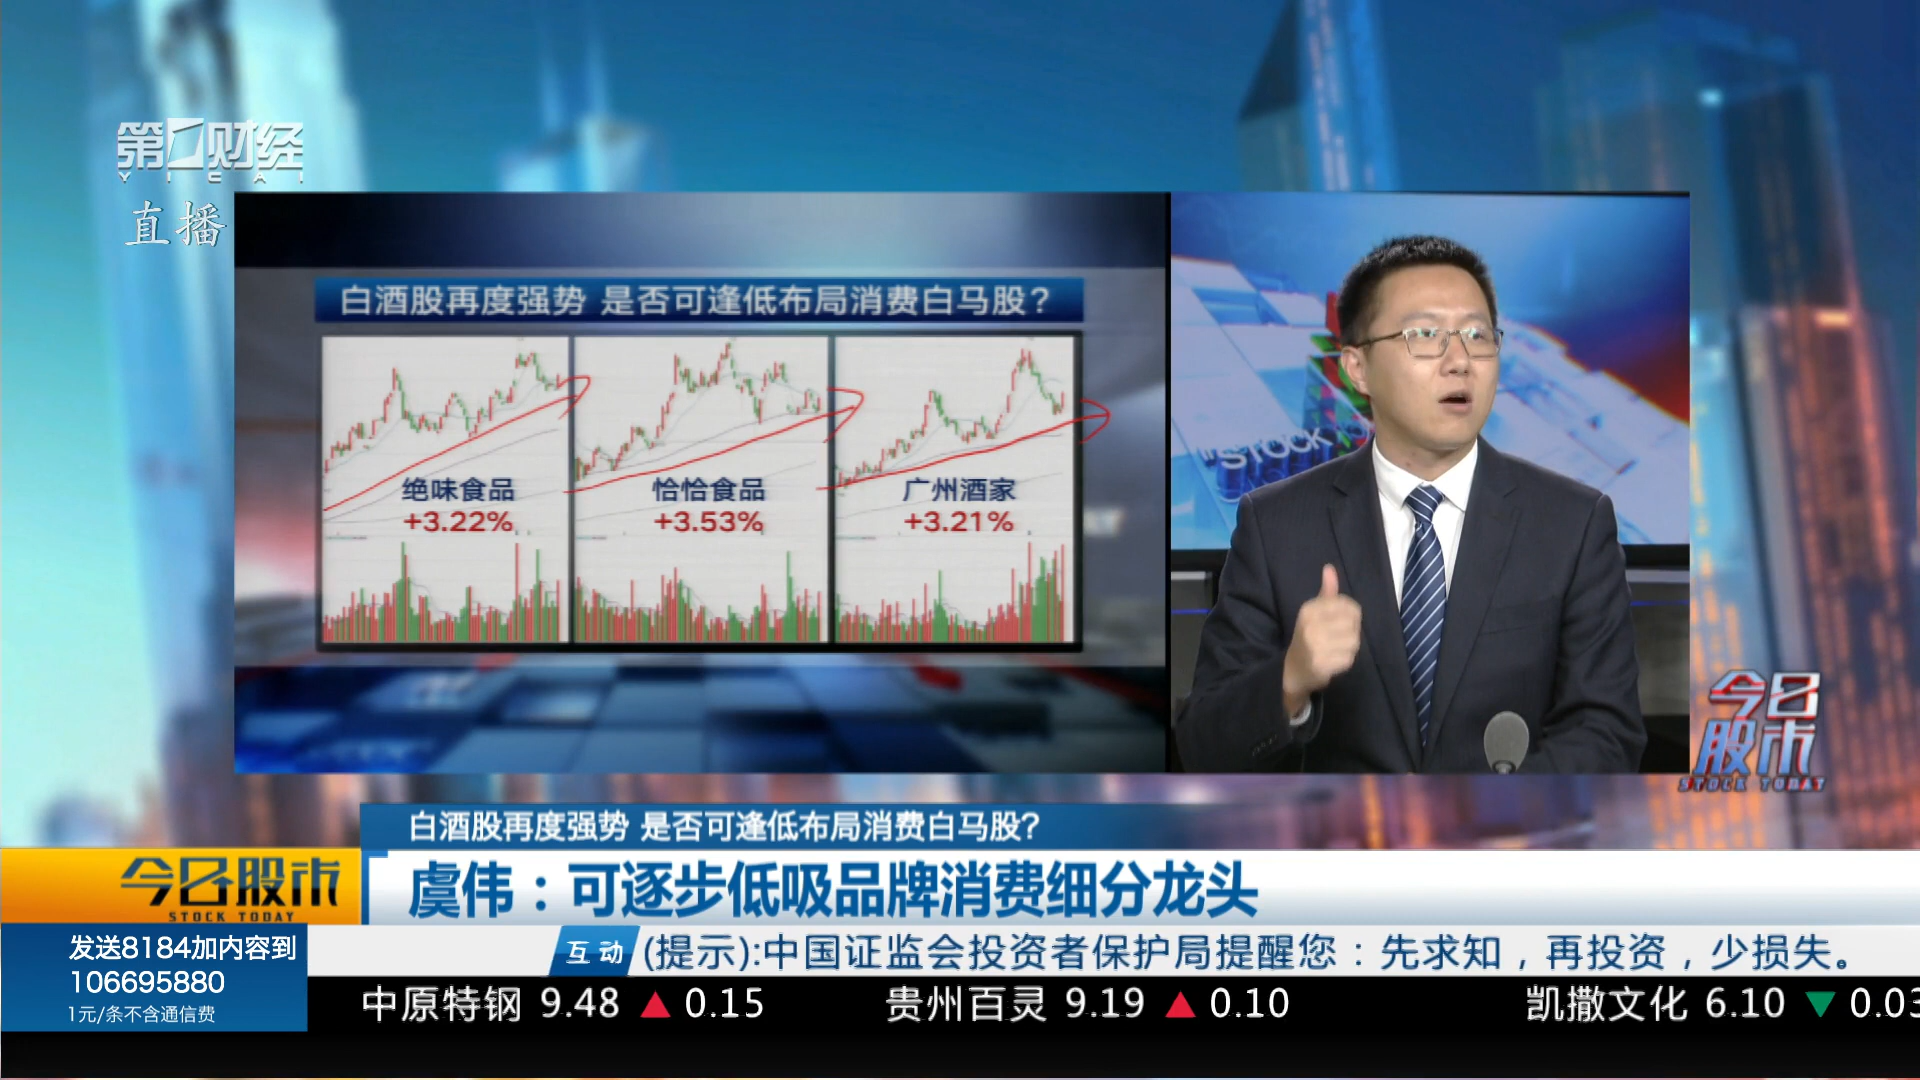 第一财经
YICAI
直播
白酒股再度强势 是否可逢低布局消费白马股？
绝味食品
+3.22%
恰恰食品
+3.53%
广州酒家
+3.21%
STOCK
今日
股市
STOCK TODAY
白酒股再度强势 是否可逢低布局消费白马股？
今日股市
STOCK TODAY
虞伟：可逐步低吸品牌消费细分龙头
发送8184加内容到
106695880
1元/条不含通信费
互动 (提示):中国证监会投资者保护局提醒您：先求知，再投资，少损失。
中原特钢 9.48 ▲ 0.15 贵州百灵 9.19 ▲ 0.10 凯撒文化 6.10 ▼ 0.03